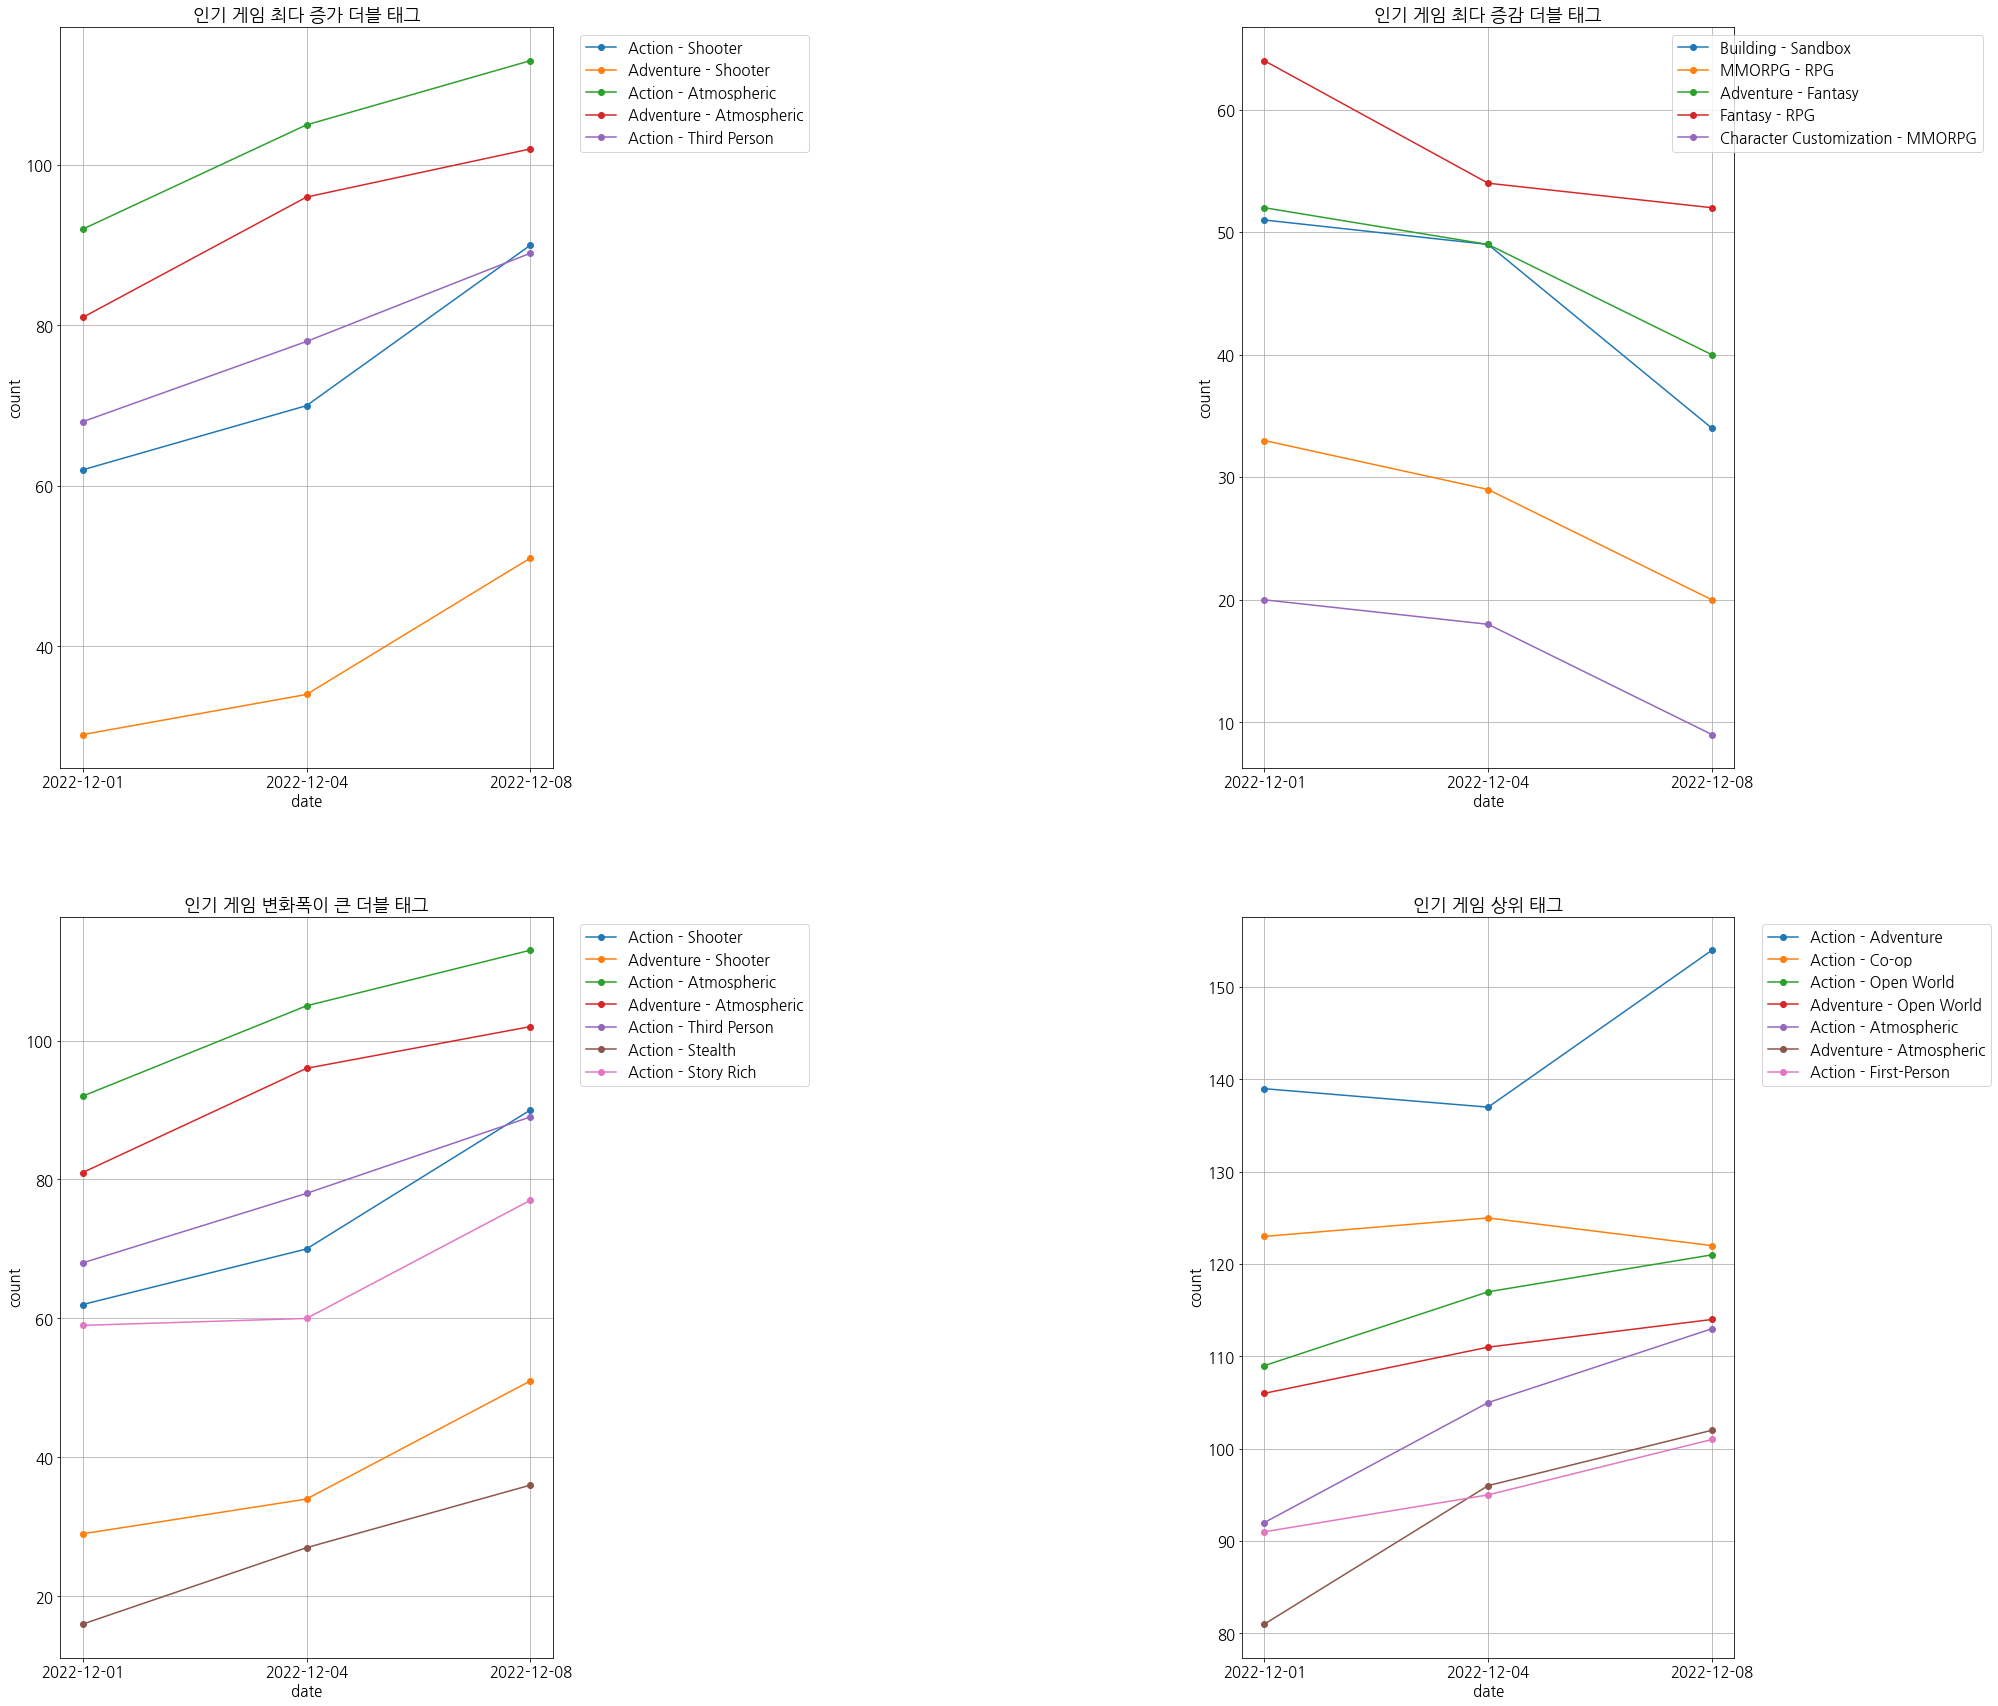 인기 게임 최다 증가 더블 태그
count
100
80
60
40
2022-12-01
2022-12-04
2022-12-08
date
Action - Shooter
Adventure - Shooter
Action - Atmospheric
Adventure - Atmospheric
Action - Third Person
인기 게임 최다 증감 더블 태그
count
60
50
40
30
20
10
2022-12-01
2022-12-04
2022-12-08
date
Building - Sandbox
MMORPG - RPG
Adventure - Fantasy
Fantasy - RPG
Character Customization - MMORPG
인기 게임 변화폭이 큰 더블 태그
count
100
80
60
40
20
2022-12-01
2022-12-04
2022-12-08
date
Action - Shooter
Adventure - Shooter
Action - Atmospheric
Adventure - Atmospheric
Action - Third Person
Action - Stealth
Action - Story Rich
인기 게임 상위 태그
count
150
140
130
120
110
100
90
80
2022-12-01
2022-12-04
2022-12-08
date
Action - Adventure
Action - Co-op
Action - Open World
Adventure - Open World
Action - Atmospheric
Adventure - Atmospheric
Action - First-Person